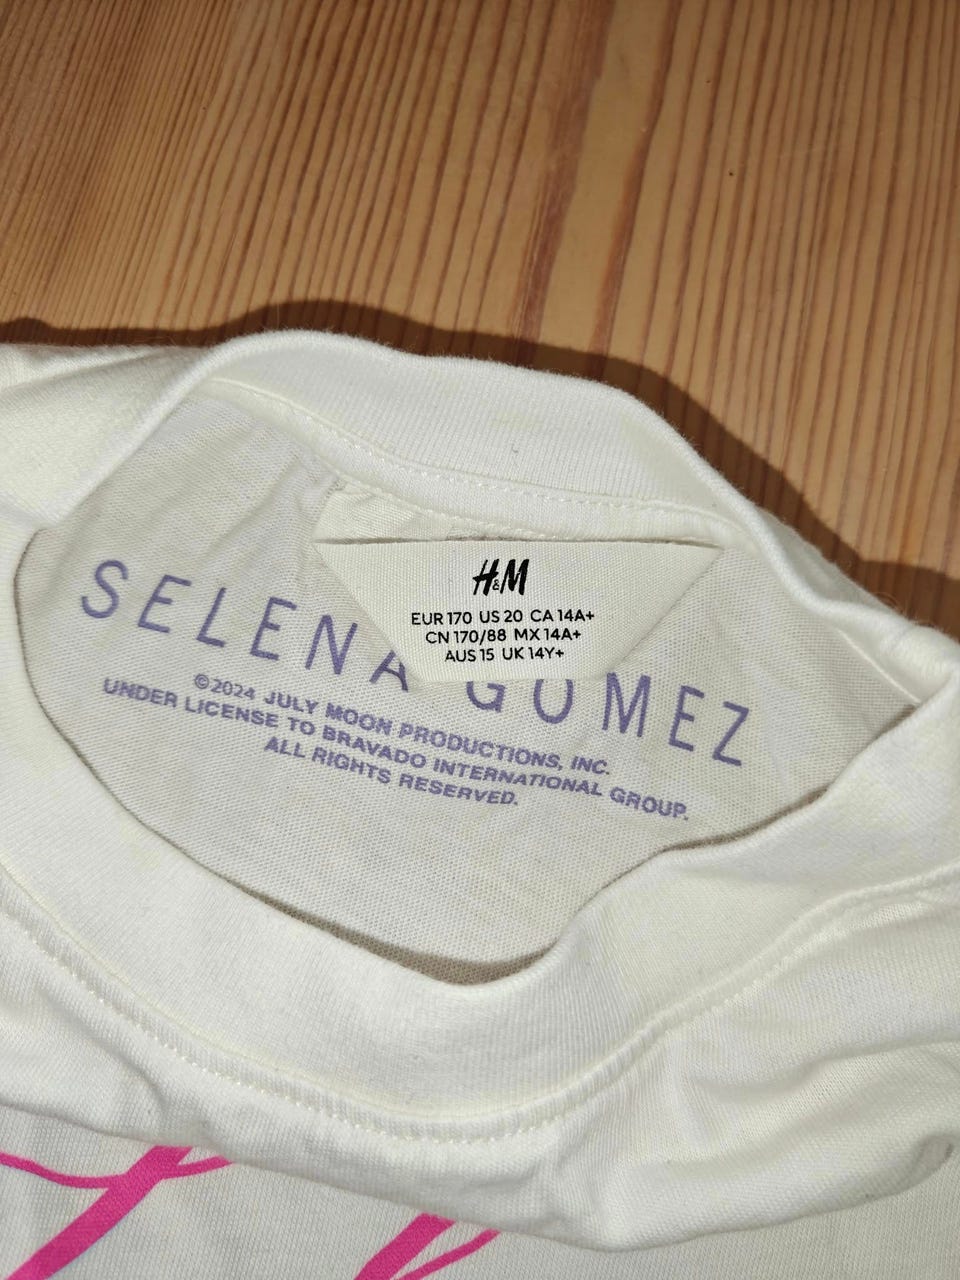 H&M
EUR 170 US 20 CA 14A+
CN 170/88 MX 14A+
AUS 15 UK 14Y+
SELENA GOMEZ
©2024 JULY MOON PRODUCTIONS, INC.
UNDER LICENSE TO BRAVADO INTERNATIONAL GROUP.
ALL RIGHTS RESERVED.